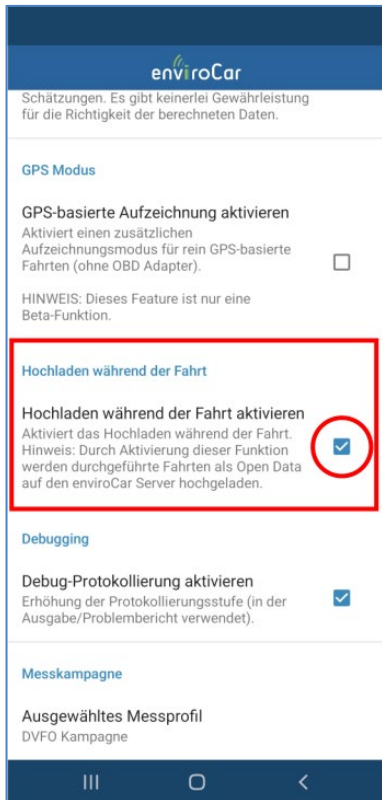 enviroCar
Schätzungen. Es gibt keinerlei Gewährleistung
für die Richtigkeit der berechneten Daten.
GPS Modus
GPS-basierte Aufzeichnung aktivieren
Aktiviert einen zusätzlichen
Aufzeichnungsmodus für rein GPS-basierte
Fahrten (ohne OBD Adapter).
HINWEIS: Dieses Feature ist nur eine
Beta-Funktion.
Hochladen während der Fahrt
Hochladen während der Fahrt aktivieren
Aktiviert das Hochladen während der Fahrt.
Hinweis: Durch Aktivierung dieser Funktion
werden durchgeführte Fahrten als Open Data
auf den enviroCar Server hochgeladen.
Debugging
Debug-Protokollierung aktivieren
Erhöhung der Protokollierungsstufe (in der
Ausgabe/Problembericht verwendet).
Messkampagne
Ausgewähltes Messprofil
DVFO Kampagne